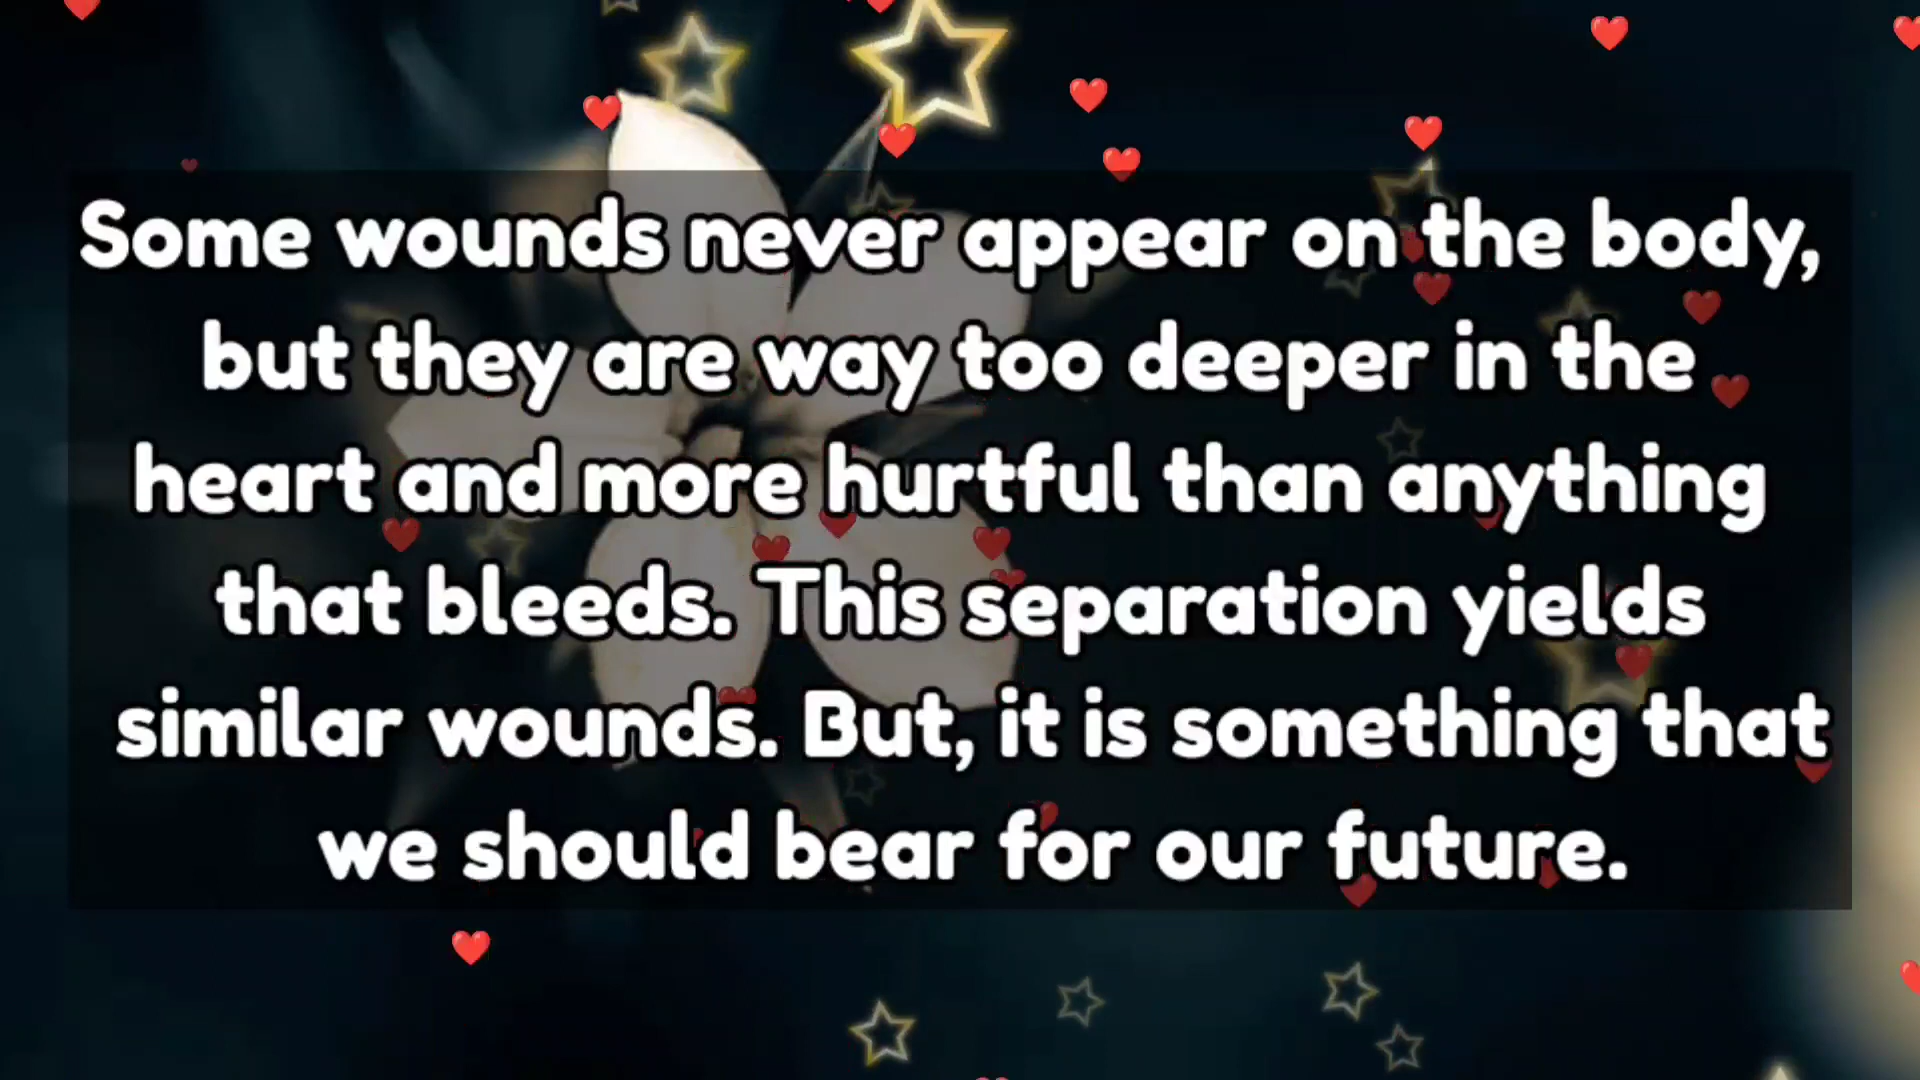 Some wounds never appear on the body,
but they are way too deeper in the
heart and more hurtful than anything
that bleeds. This separation yields
similar wounds. But, it is something that
we should bear for our future.